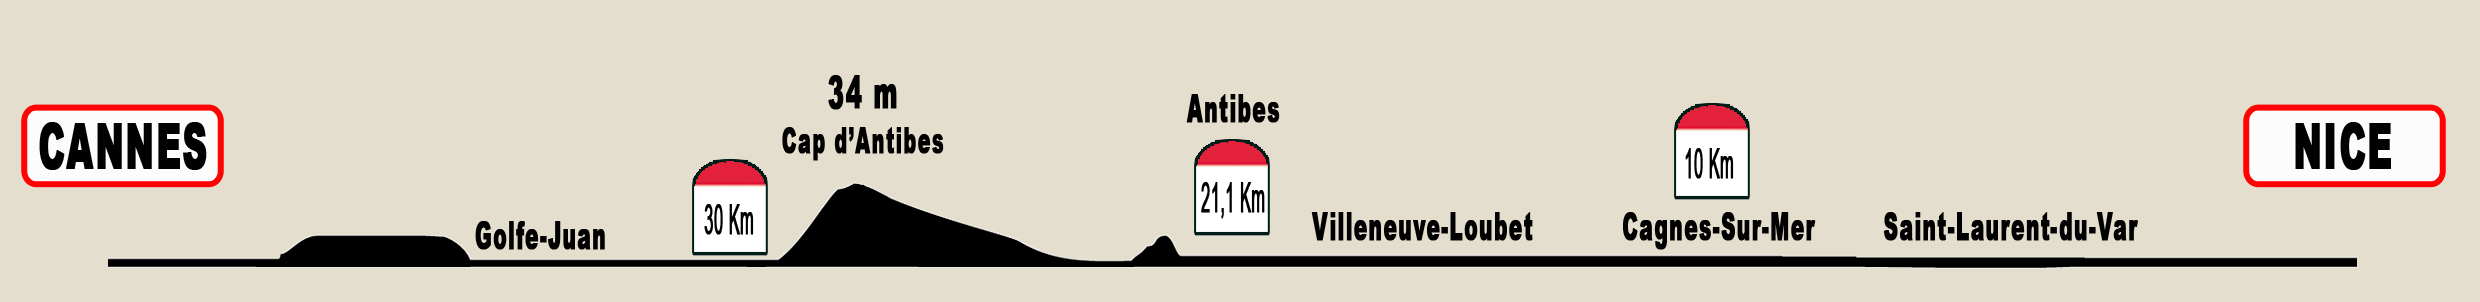 CANNES
Golfe-Juan
30 Km
34 m
Cap d’Antibes
Antibes
21,1 Km
Villeneuve-Loubet
10 Km
Cagnes-Sur-Mer
Saint-Laurent-du-Var
NICE